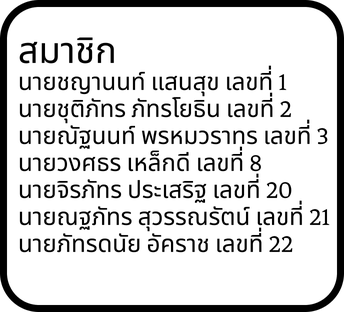 สมาชิก
นายชญานนท์ แสนสุข เลขที่ 1
นายชุติภัทร ภัทรโยธิน เลขที่ 2
นายณัฐนนท์ พรหมวราทร เลขที่ 3
นายวงศธร เหล็กดี เลขที่ 8
นายจิรภัทร ประเสริฐ เลขที่ 20
นายณฐภัทร สุวรรณรัตน์ เลขที่ 21
นายภัทรดนัย อัคราช เลขที่ 22